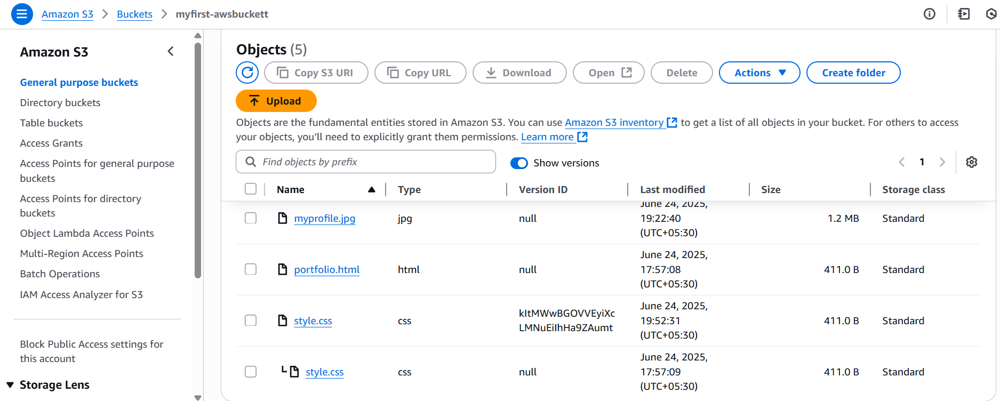 Amazon S3 > Buckets > myfirst-awsbuckett
Amazon S3
General purpose buckets
Directory buckets
Table buckets
Access Grants
Access Points for general purpose
buckets
Access Points for directory
buckets
Object Lambda Access Points
Multi-Region Access Points
Batch Operations
IAM Access Analyzer for S3
Block Public Access settings for
this account
Storage Lens
Objects (5)
Copy S3 URI Copy URL Download Open Delete Actions Create folder
Upload
Objects are the fundamental entities stored in Amazon S3. You can use Amazon S3 inventory to get a list of all objects in your bucket. For others to access
your objects, you’ll need to explicitly grant them permissions. Learn more
Find objects by prefix Show versions 1
Name Type Version ID Last modified Size Storage class
June 24, 2025,
myprofile.jpg jpg null 19:22:40 1.2 MB Standard
(UTC+05:30)
June 24, 2025,
portfolio.html html null 17:57:08 411.0 B Standard
(UTC+05:30)
June 24, 2025,
style.css css kItMWwBGOVVEyiXc LMNuEiIhHa9ZAumt 19:52:31 411.0 B Standard
(UTC+05:30)
June 24, 2025,
style.css css null 17:57:09 411.0 B Standard
(UTC+05:30)